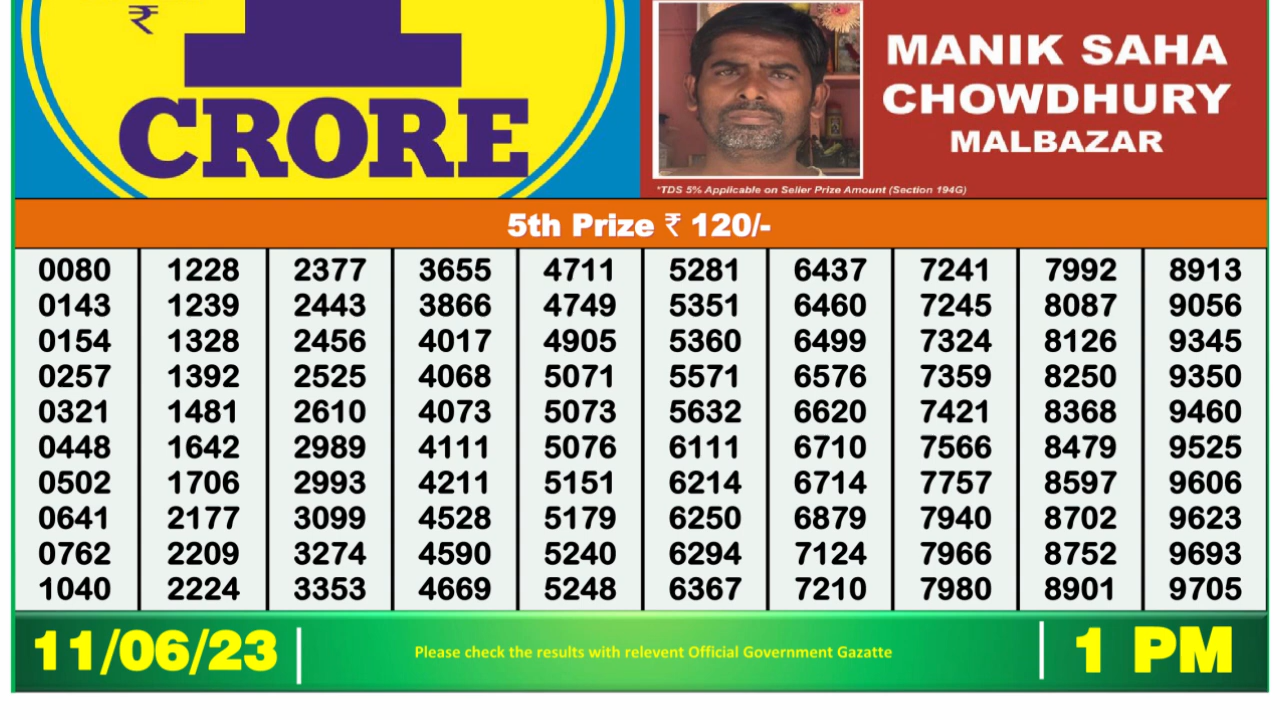 ₹
CRORE
MANIK SAHA
CHOWDHURY
MALBAZAR
*TDS 5% Applicable on Seller Prize Amount (Section 194G)
5th Prize ₹ 120/-
0080 1228 2377 3655 4711 5281 6437 7241 7992 8913
0143 1239 2443 3866 4749 5351 6460 7245 8087 9056
0154 1328 2456 4017 4905 5360 6499 7324 8126 9345
0257 1392 2525 4068 5071 5571 6576 7359 8250 9350
0321 1481 2610 4073 5073 5632 6620 7421 8368 9460
0448 1642 2989 4111 5076 6111 6710 7566 8479 9525
0502 1706 2993 4211 5151 6214 6714 7757 8597 9606
0641 2177 3099 4528 5179 6250 6879 7940 8702 9623
0762 2209 3274 4590 5240 6294 7124 7966 8752 9693
1040 2224 3353 4669 5248 6367 7210 7980 8901 9705
11/06/23 Please check the results with relevent Official Government Gazatte 1 PM